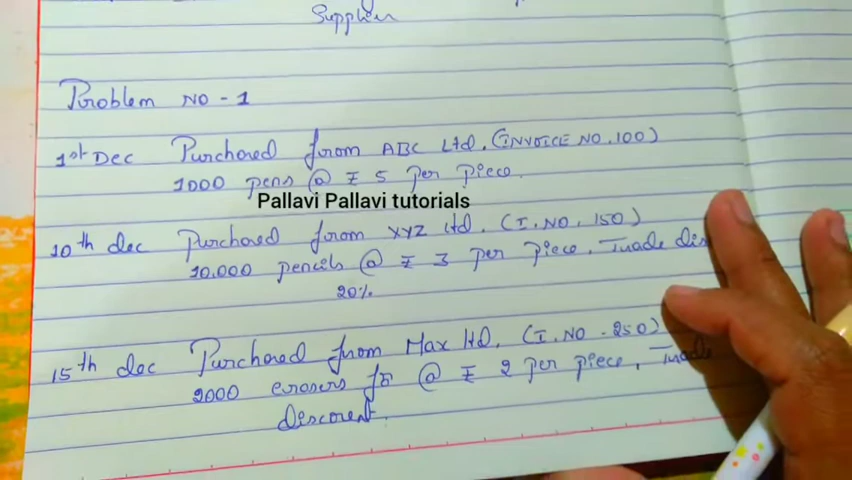 Supplier
Problem NO - 1
1st Dec Purchased from ABC Ltd. (INVOICE NO. 100)
1000 pens @ ₹ 5 per piece.
Pallavi Pallavi tutorials
10th dec Purchased from XYZ Ltd. (I. NO. 150)
10,000 pencils @ ₹ 3 per piece. Trade dis
20%
15th dec Purchased from Max Ltd. (I. NO - 250)
2000 erasers @ ₹ 2 per piece, Trade
discount.